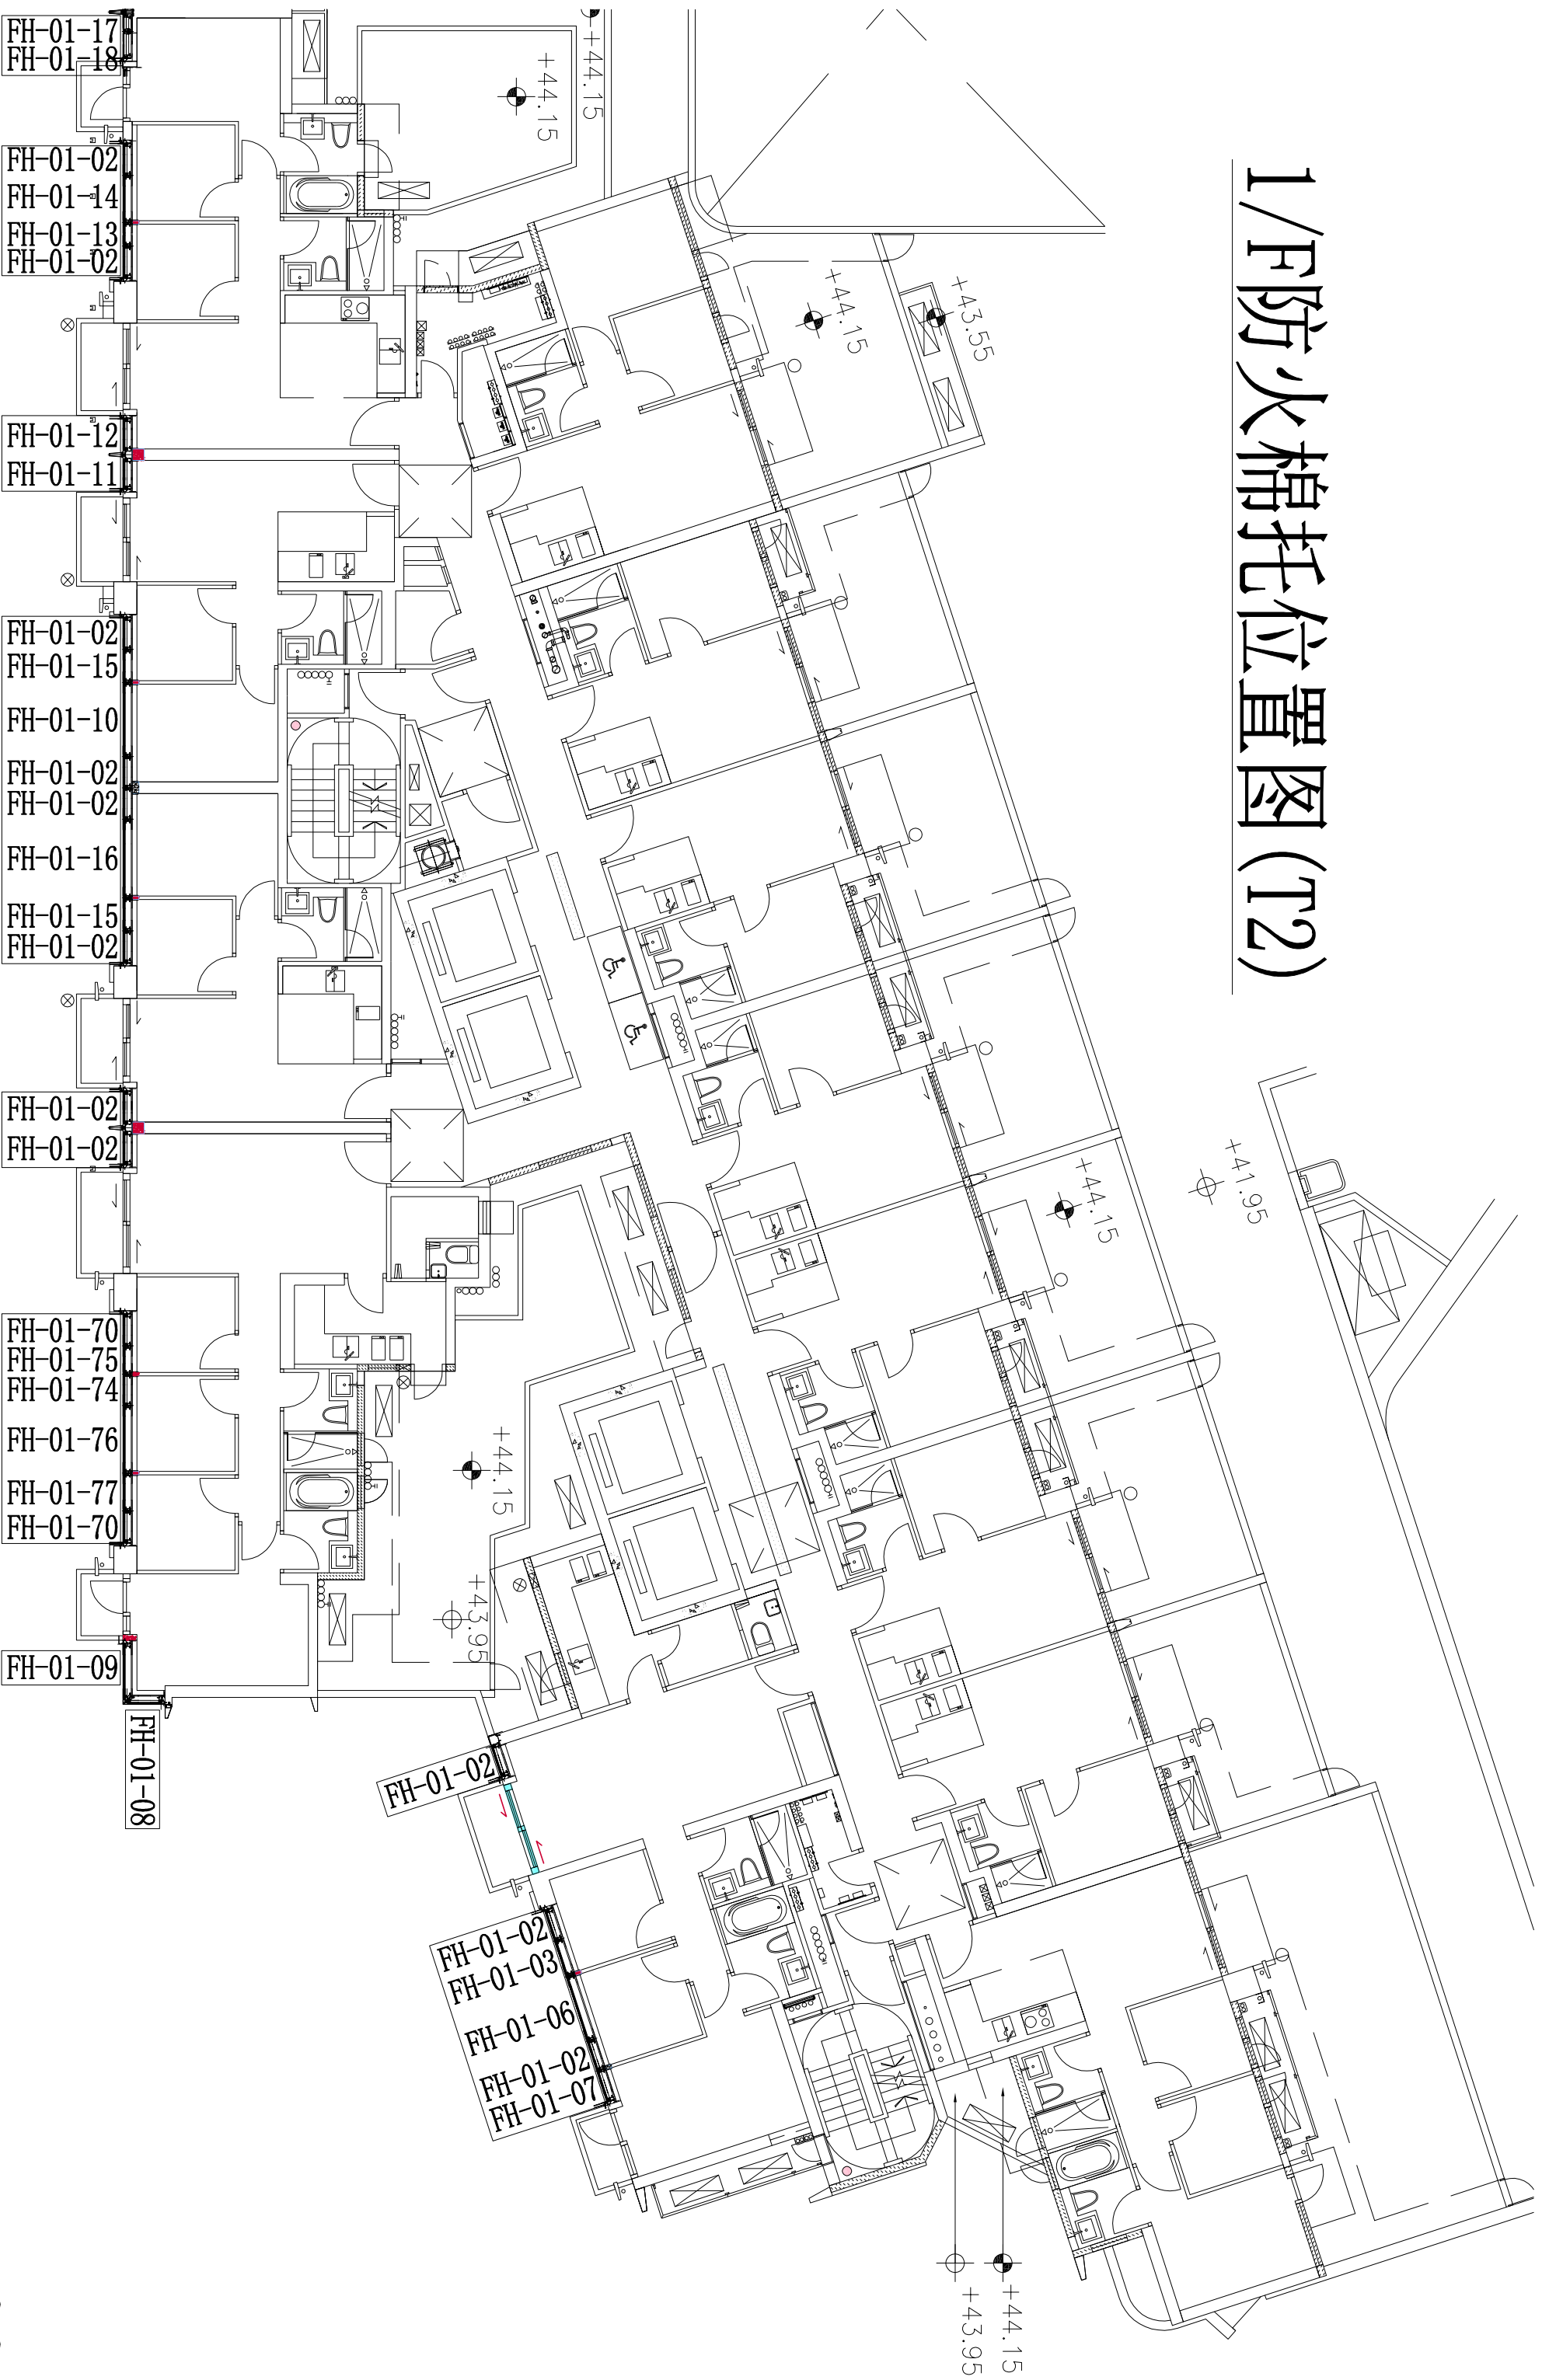 1/F防火棉托位置图(T2)
FH-01-17
FH-01-18
FH-01-02
FH-01-14
FH-01-13
FH-01-02
FH-01-12
FH-01-11
FH-01-02
FH-01-15
FH-01-10
FH-01-02
FH-01-02
FH-01-16
FH-01-15
FH-01-02
FH-01-02
FH-01-02
FH-01-70
FH-01-75
FH-01-74
FH-01-76
FH-01-77
FH-01-70
FH-01-09
FH-01-08
FH-01-02
FH-01-02
FH-01-03
FH-01-06
FH-01-02
FH-01-07
+44.15
+44.15
+44.15
+43.55
+41.95
+44.15
+44.15
+43.95
+44.15
+43.95